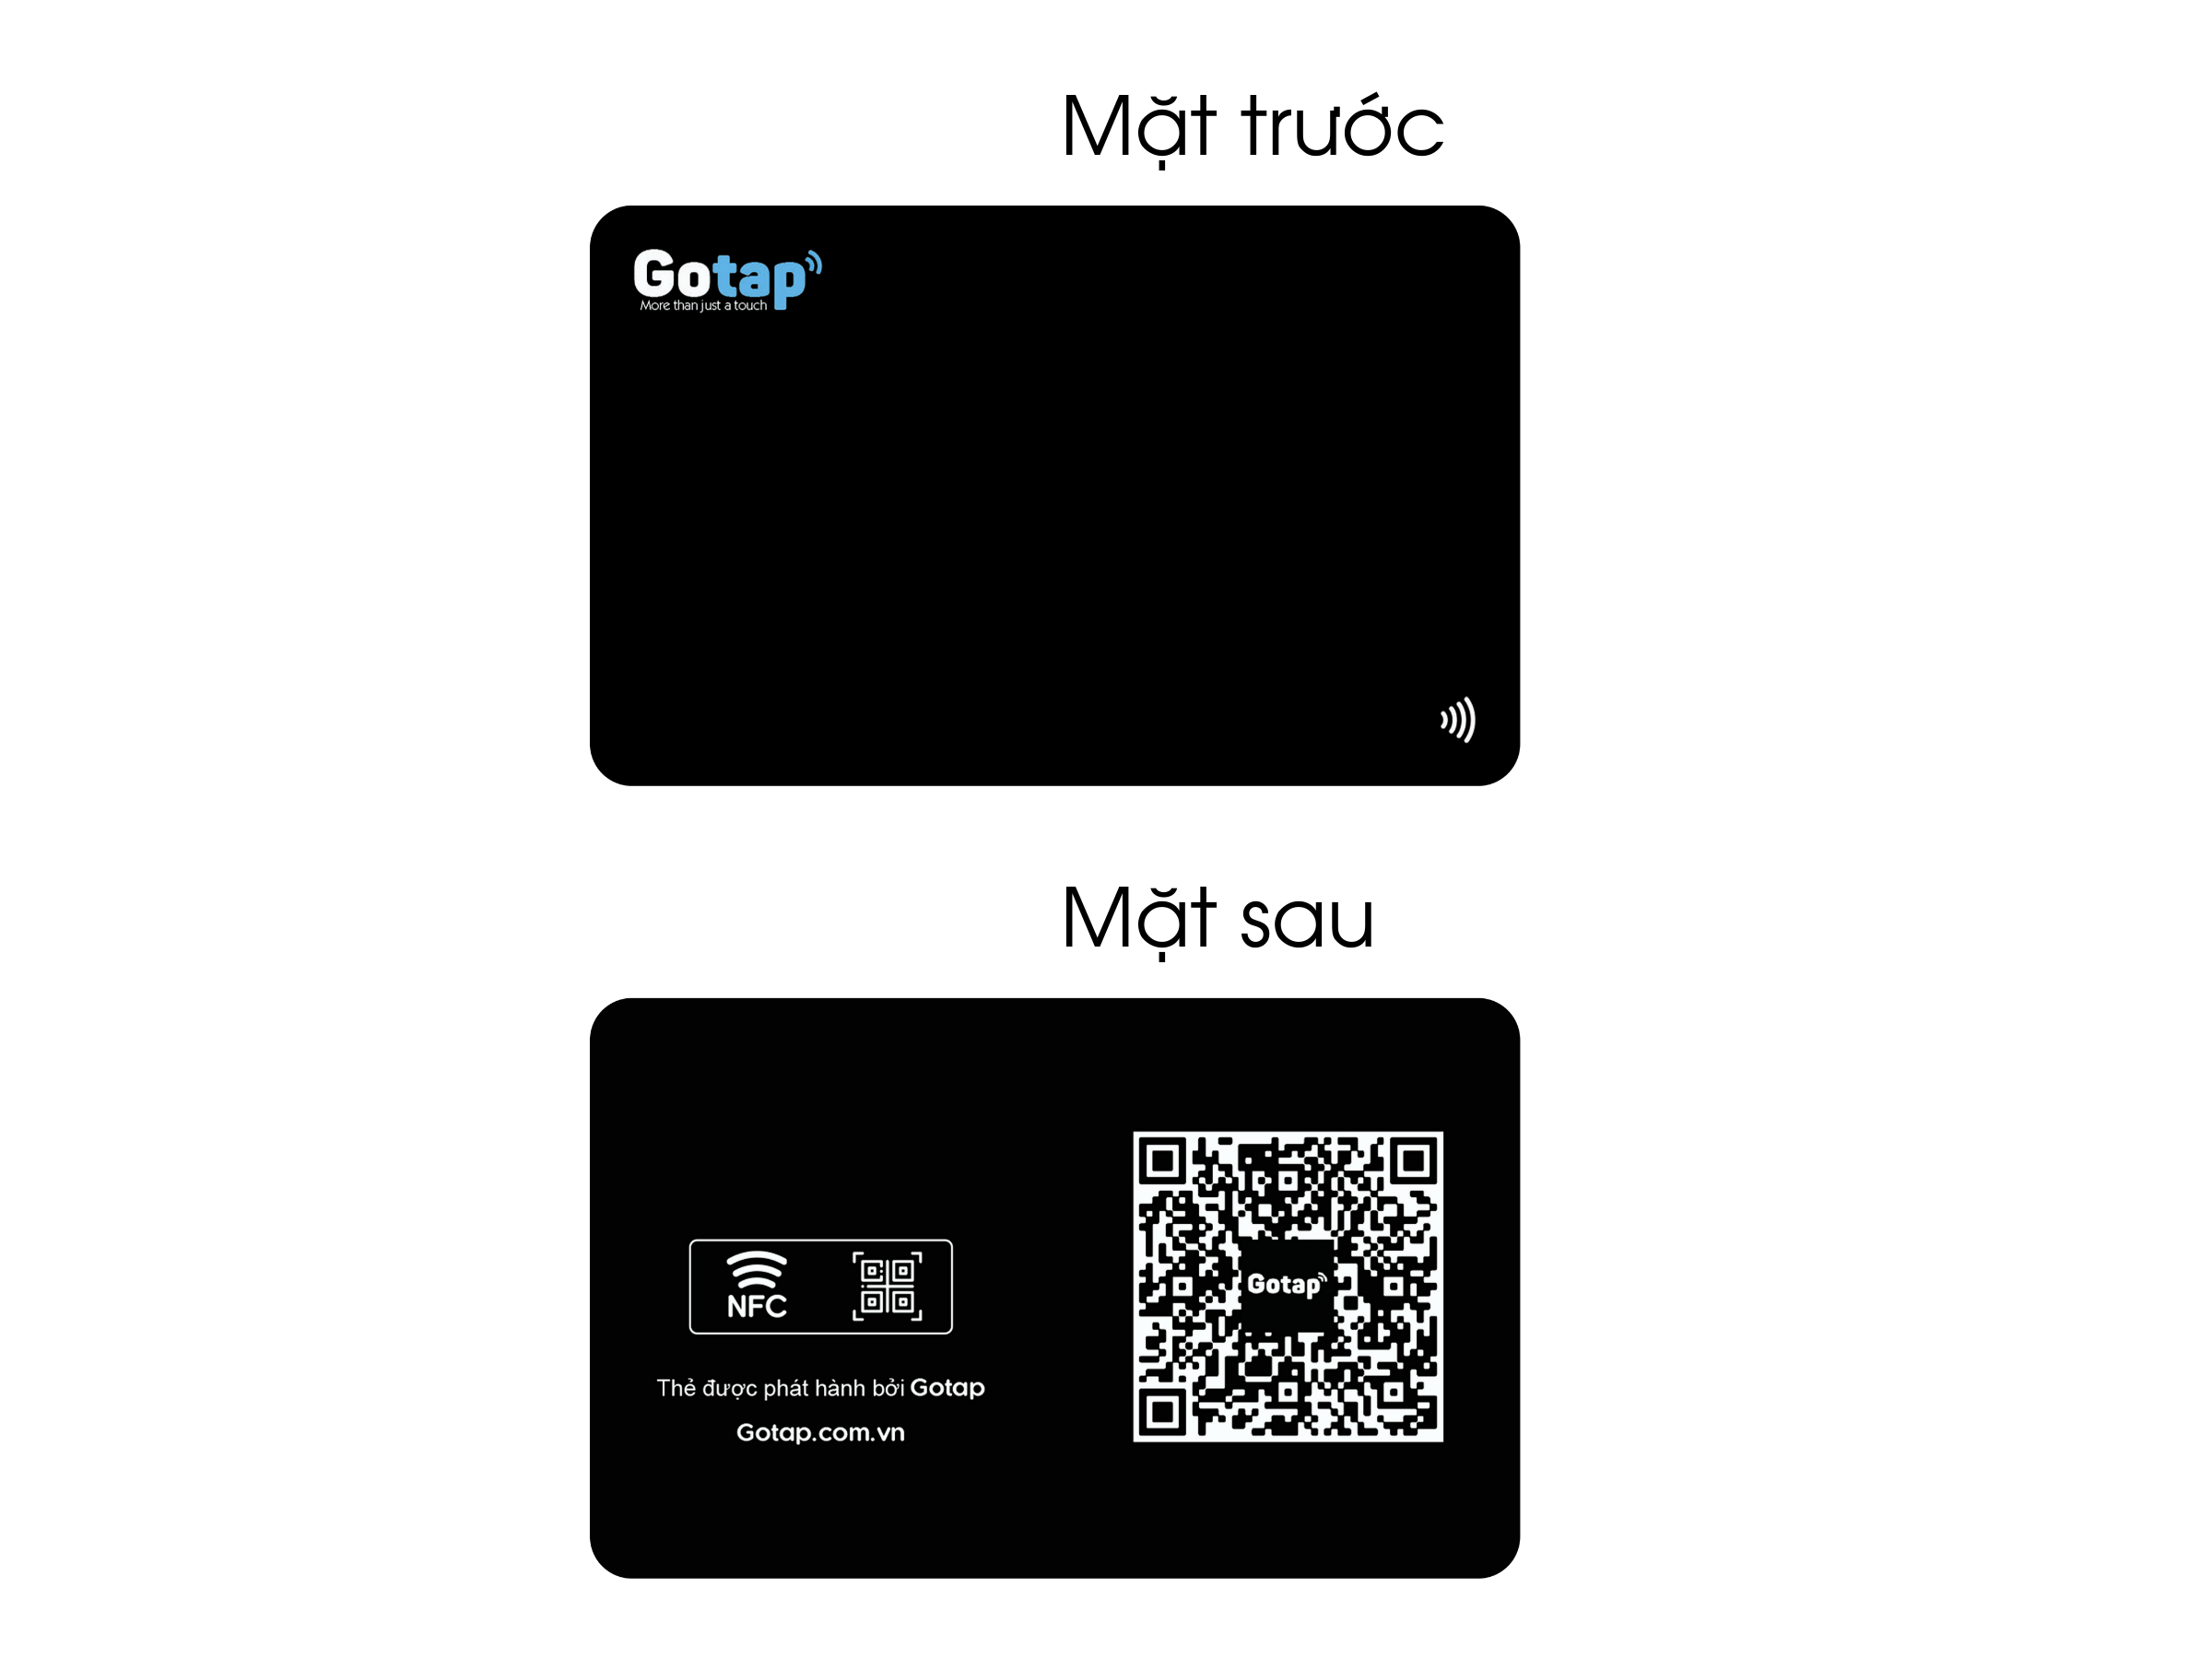 Mặt trước
Gotap
More than just a touch
Mặt sau
NFC
Thẻ được phát hành bởi Gotap
Gotap.com.vn
Gotap